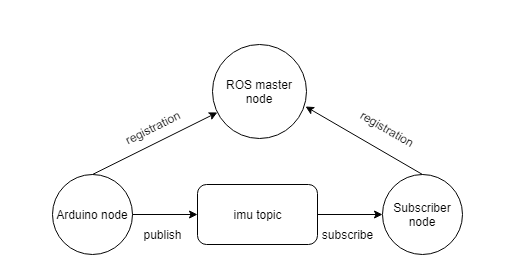 ROS master
node
registration
registration
Arduino node
imu topic
Subscriber
node
publish
subscribe